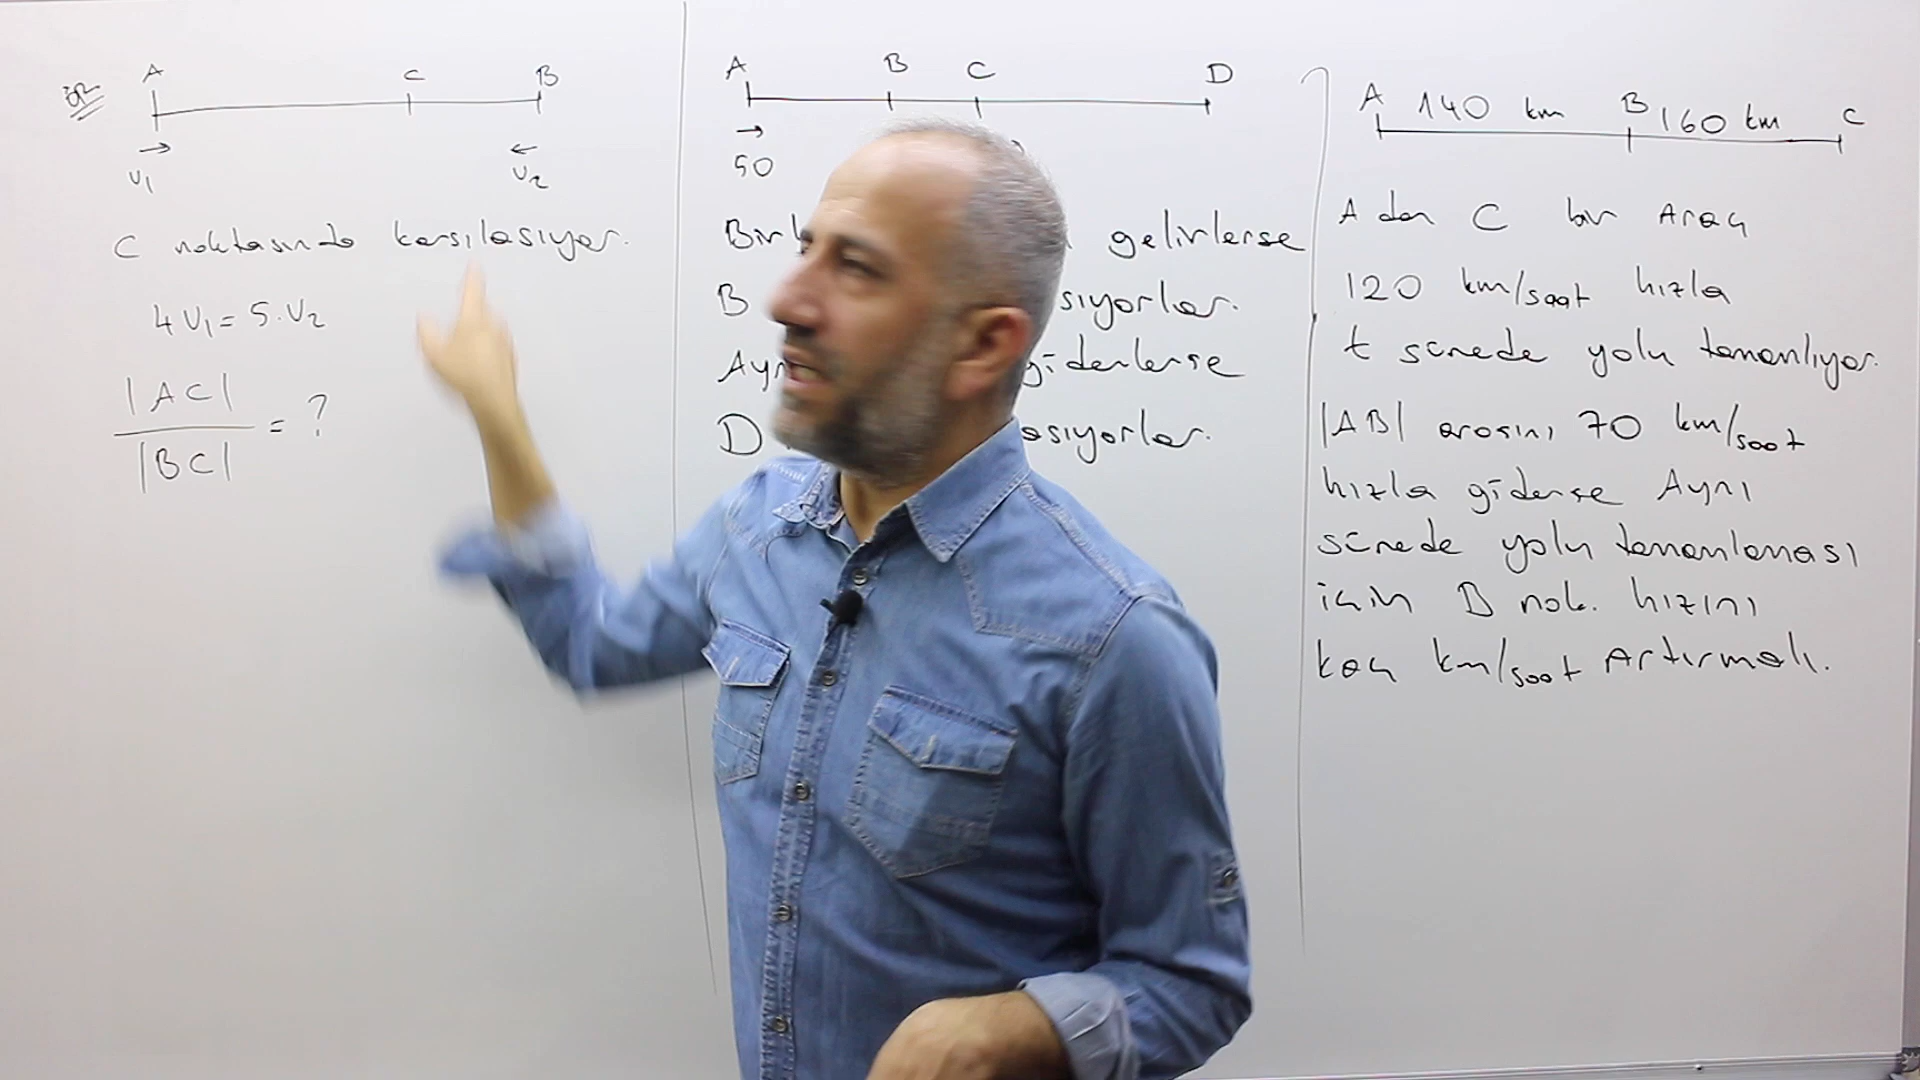 ÖR
A C B
V1 V2
C noktasında karşılaşıyor.
4V1 = 5.V2
|AC|
|BC|
= ?
A B C D
50
gelirlerse
B
giderlerse
D
A 140 km B 160 km C
A dan C bir Araç
120 km/saat hızla
t sürede yolu tamamlıyor.
|AB| arasını 70 km/saat
hızla giderse Aynı
sürede yolu tamamlaması
için B nok. hızını
kaç km/saat Artırmalı.